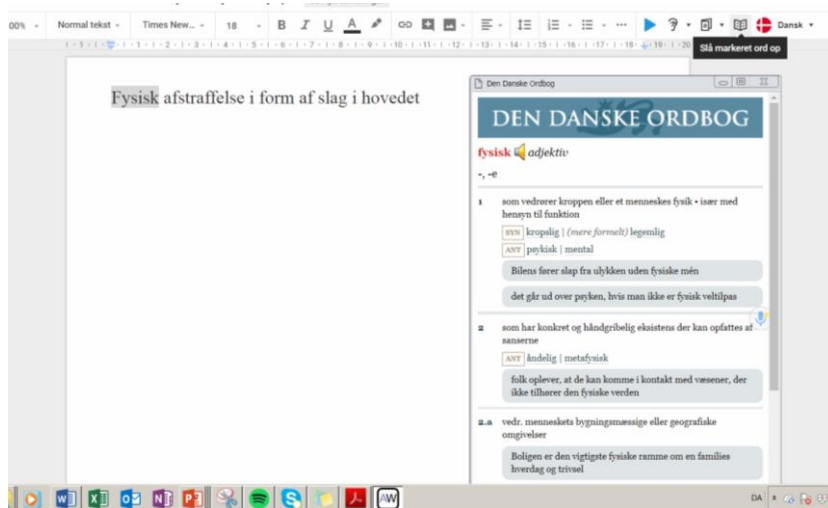 00%
Normal tekst
Times New...
18
B I U A
Dansk
Slå markeret ord op
Fysisk afstraffelse i form af slag i hovedet
Den Danske Ordbog
DEN DANSKE ORDBOG
fysisk adjektiv
-, -e
1 som vedrører kroppen eller et menneskes fysik • især med
hensyn til funktion
SYN kropslig | (mere formelt) legemlig
ANT psykisk | mental
Bilens fører slap fra ulykken uden fysiske mén
det går ud over psyken, hvis man ikke er fysisk veltilpas
2 som har konkret og håndgribelig eksistens der kan opfattes af
sanserne
ANT åndelig | metafysisk
folk oplever, at de kan komme i kontakt med væsener, der
ikke tilhører den fysiske verden
2.a vedr. menneskets bygningsmæssige eller geografiske
omgivelser
Boligen er den vigtigste fysiske ramme om en families
hverdag og trivsel
AW
DA